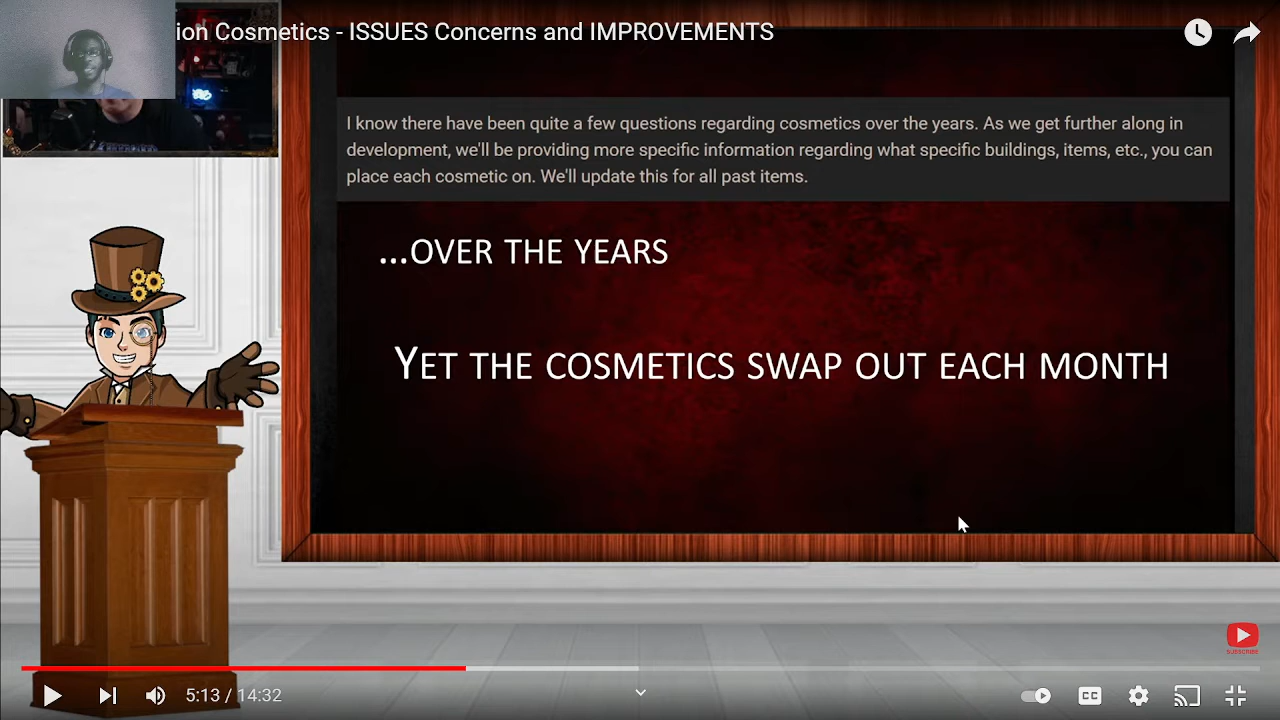 ion Cosmetics - ISSUES Concerns and IMPROVEMENTS
I know there have been quite a few questions regarding cosmetics over the years. As we get further along in
development, we'll be providing more specific information regarding what specific buildings, items, etc., you can
place each cosmetic on. We'll update this for all past items.
...OVER THE YEARS
YET THE COSMETICS SWAP OUT EACH MONTH
SUBSCRIBE
5:13 / 14:32
CC